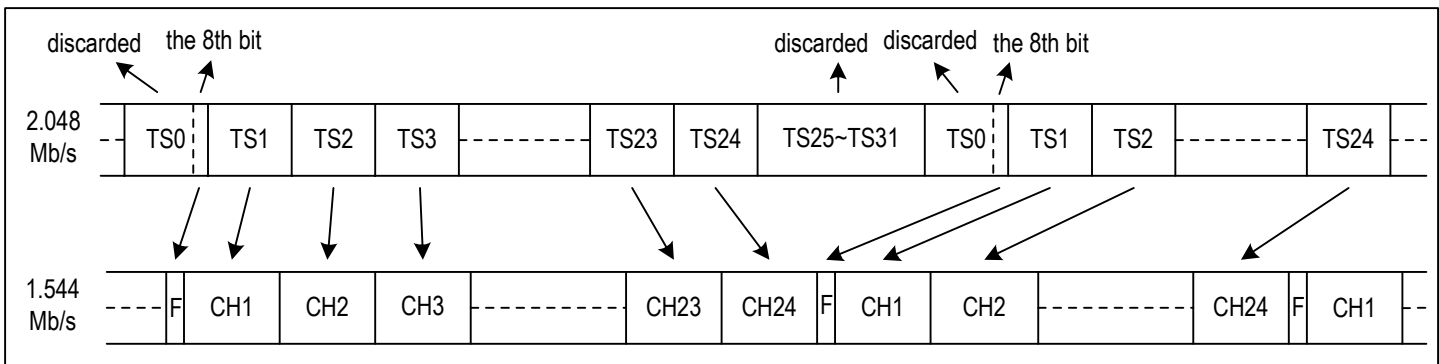 discarded the 8th bit discarded discarded the 8th bit
2.048 Mb/s TS0 TS1 TS2 TS3 TS23 TS24 TS25~TS31 TS0 TS1 TS2 TS24
1.544 Mb/s F CH1 CH2 CH3 CH23 CH24 F CH1 CH2 CH24 F CH1